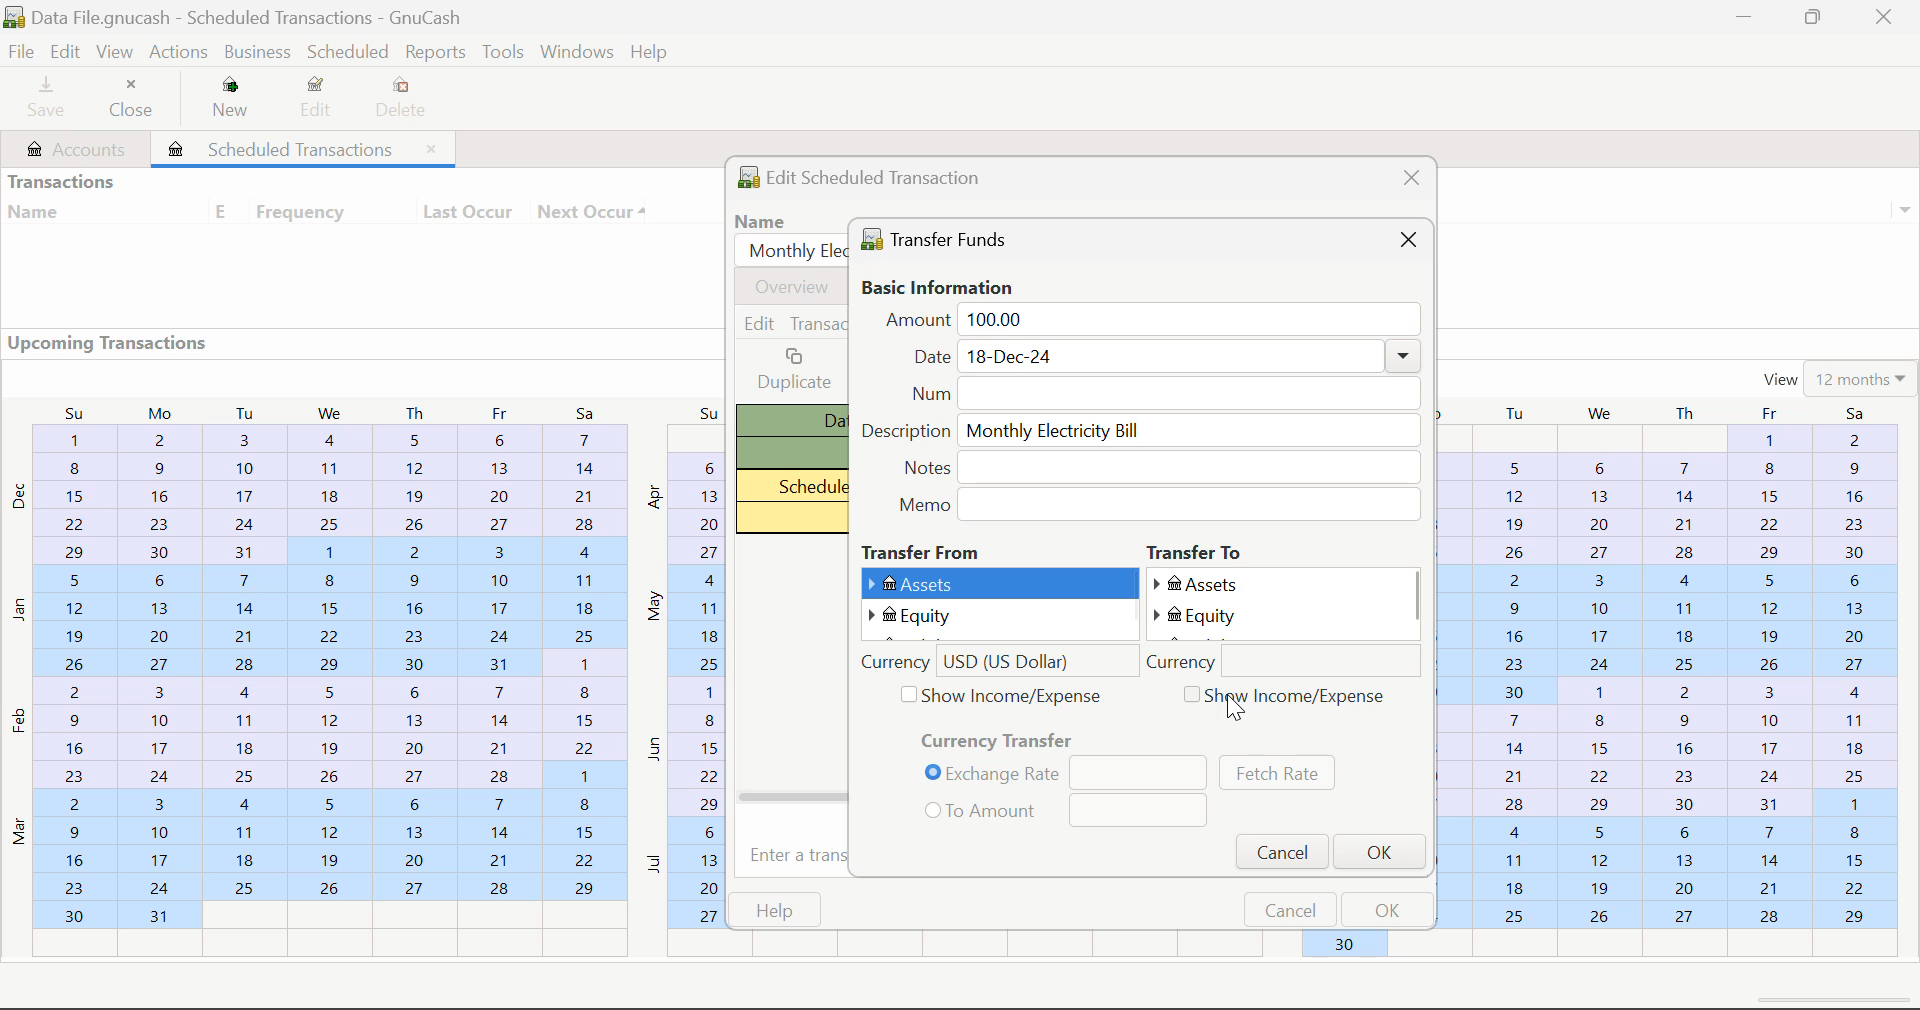 Data File.gnucash - Scheduled Transactions - GnuCash
File Edit View Actions Business Scheduled Reports Tools Windows Help
Save Close New Edit Delete
Accounts Scheduled Transactions
Transactions
Name E Frequency Last Occur Next Occur
Upcoming Transactions
View 12 months
Su Mo Tu We Th Fr Sa
Dec
1 2 3 4 5 6 7
8 9 10 11 12 13 14
15 16 17 18 19 20 21
22 23 24 25 26 27 28
29 30 31 1 2 3 4
Jan
5 6 7 8 9 10 11
12 13 14 15 16 17 18
19 20 21 22 23 24 25
26 27 28 29 30 31 1
Feb
2 3 4 5 6 7 8
9 10 11 12 13 14 15
16 17 18 19 20 21 22
23 24 25 26 27 28 1
Mar
2 3 4 5 6 7 8
9 10 11 12 13 14 15
16 17 18 19 20 21 22
23 24 25 26 27 28 29
30 31
Su
Apr
6
13
20
27
May
4
11
18
25
Jun
1
8
15
22
29
Jul
6
13
20
27
Edit Scheduled Transaction
Name
Monthly Elec
Overview
Edit Transac
Duplicate
Dat
Schedule
Enter a trans
Help Cancel OK
Transfer Funds
Basic Information
Amount 100.00
Date 18-Dec-24
Num
Description Monthly Electricity Bill
Notes
Memo
Transfer From Transfer To
Assets Assets
Equity Equity
Currency USD (US Dollar) Currency
Show Income/Expense Show Income/Expense
Currency Transfer
Exchange Rate Fetch Rate
To Amount
Cancel OK
Tu We Th Fr Sa
1 2
5 6 7 8 9
12 13 14 15 16
19 20 21 22 23
26 27 28 29 30
2 3 4 5 6
9 10 11 12 13
16 17 18 19 20
23 24 25 26 27
30 1 2 3 4
7 8 9 10 11
14 15 16 17 18
21 22 23 24 25
28 29 30 31 1
4 5 6 7 8
11 12 13 14 15
18 19 20 21 22
25 26 27 28 29
30